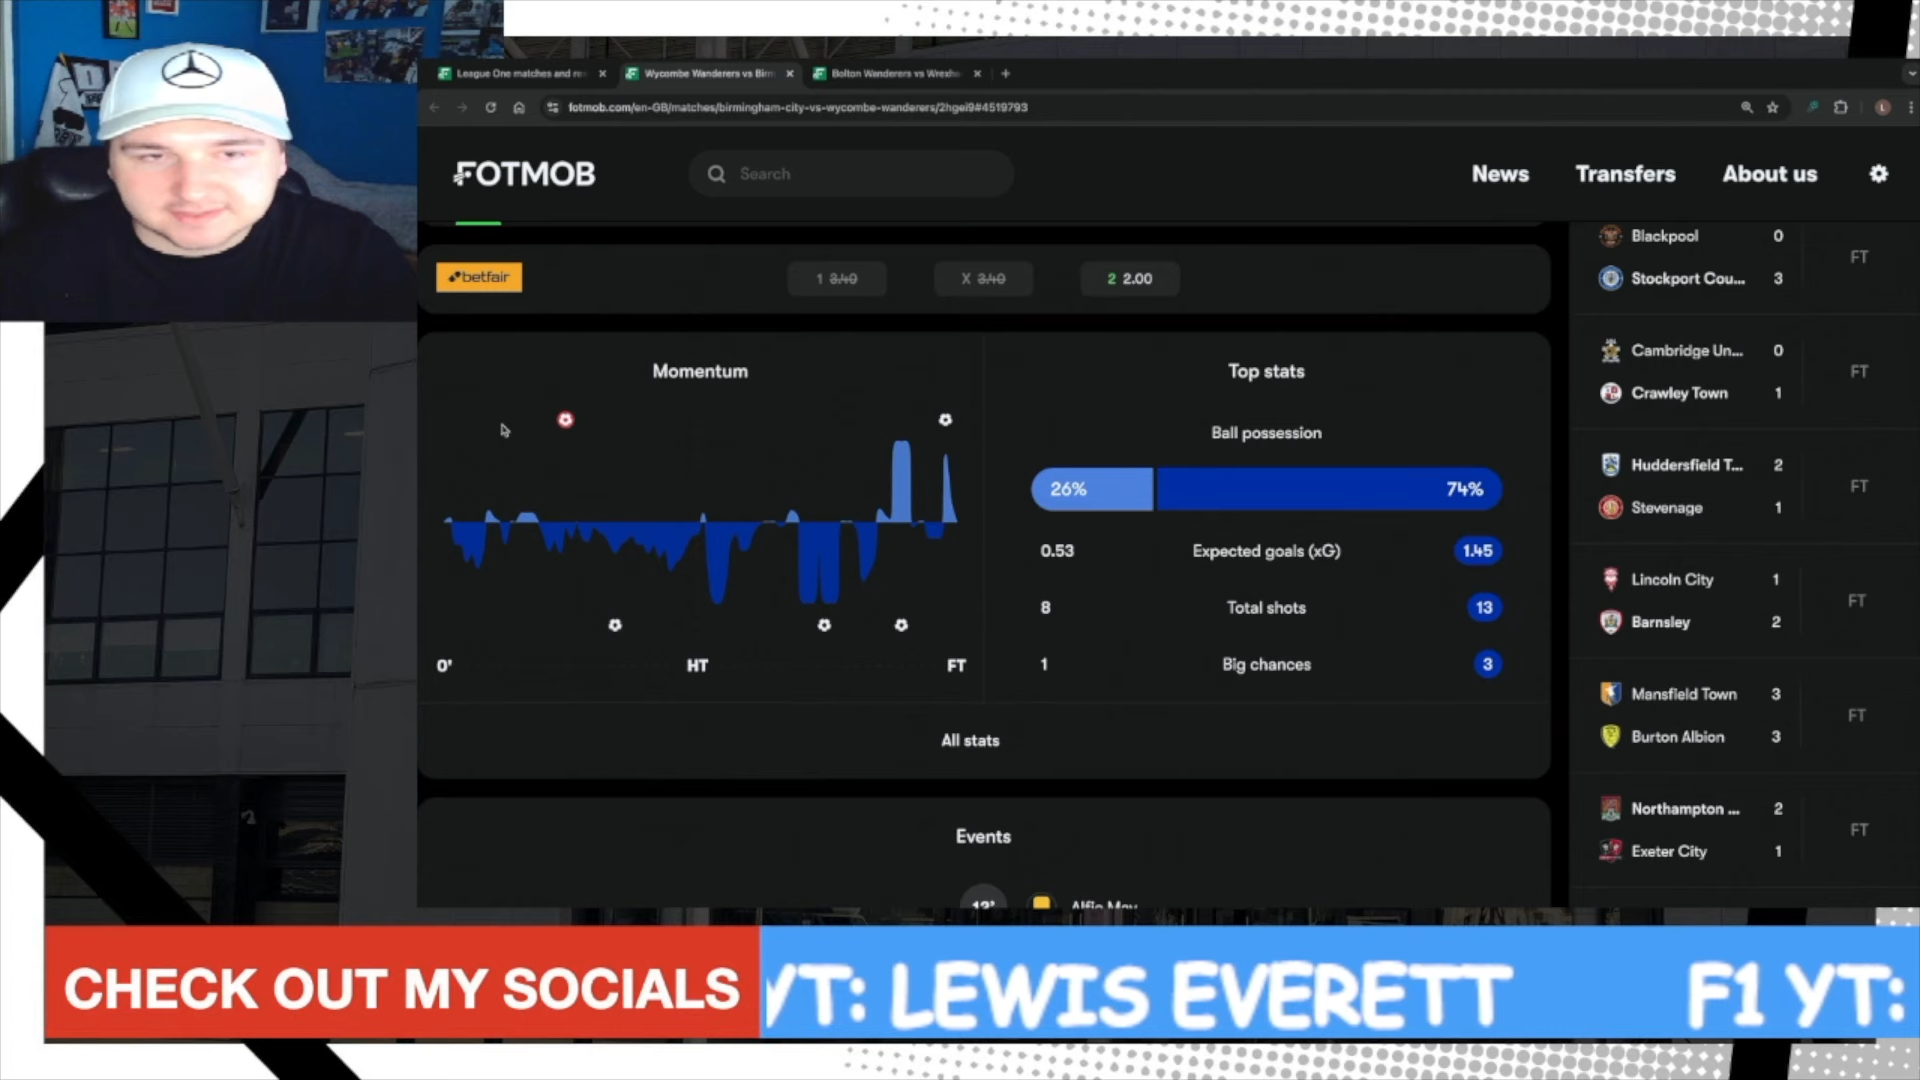 League One matches and re
Wycombe Wanderers vs Birm
Bolton Wanderers vs Wrexha
fotmob.com/en-GB/matches/birmingham-city-vs-wycombe-wanderers/2hgei9#4519793
L
FOTMOB
Search
News
Transfers
About us
betfair
1 3.40
X 3.40
2 2.00
Momentum
0'
HT
FT
Top stats
Ball possession
26%
74%
0.53 Expected goals (xG) 1.45
8 Total shots 13
1 Big chances 3
All stats
Events
Blackpool 0
FT
Stockport Cou... 3
Cambridge Un... 0
FT
Crawley Town 1
Huddersfield T... 2
FT
Stevenage 1
Lincoln City 1
FT
Barnsley 2
Mansfield Town 3
FT
Burton Albion 3
Northampton ... 2
FT
Exeter City 1
CHECK OUT MY SOCIALS
YT: LEWIS EVERETT
F1 YT: